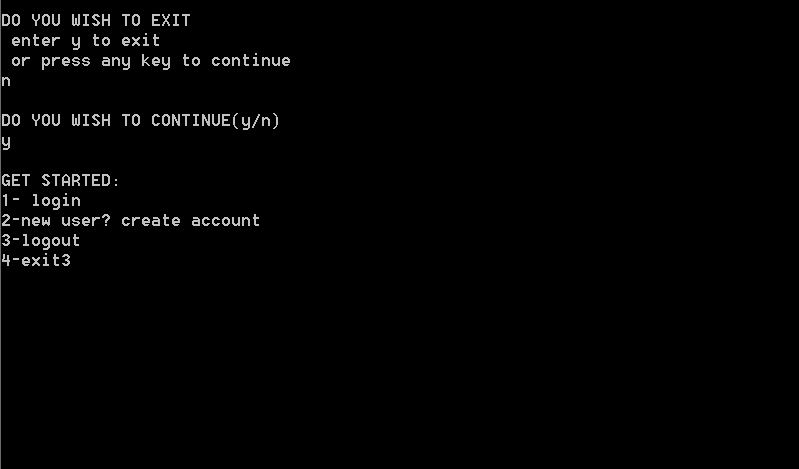 DO YOU WISH TO EXIT
enter y to exit
or press any key to continue
n
DO YOU WISH TO CONTINUE(y/n)
y
GET STARTED:
1- login
2-new user? create account
3-logout
4-exit3